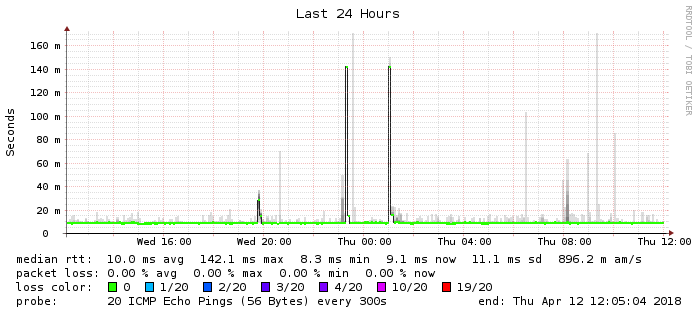 Last 24 Hours
RRDTOOL / TOBI OETIKER
Seconds
160 m
140 m
120 m
100 m
80 m
60 m
40 m
20 m
0
Wed 16:00 Wed 20:00 Thu 00:00 Thu 04:00 Thu 08:00 Thu 12:00
median rtt: 10.0 ms avg 142.1 ms max 8.3 ms min 9.1 ms now 11.1 ms sd 896.2 m am/s
packet loss: 0.00 % avg 0.00 % max 0.00 % min 0.00 % now
loss color: 0 1/20 2/20 3/20 4/20 10/20 19/20
probe: 20 ICMP Echo Pings (56 Bytes) every 300s end: Thu Apr 12 12:05:04 2018